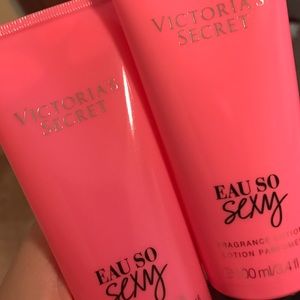 VICTORIA'S
SECRET
EAU SO
sexy
VICTORIA'S
SECRET
EAU SO
sexy
FRAGRANCE LOTION
LOTION PARFUMÉE